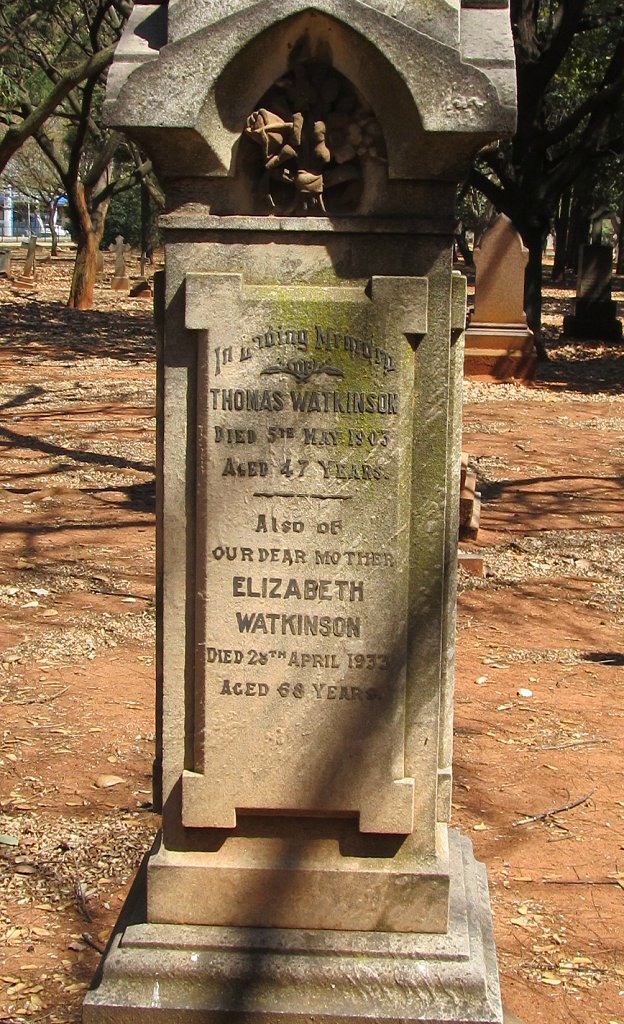 In Loving Memory
OF
THOMAS WATKINSON
DIED 5TH MAY 1903
AGED 47 YEARS.
ALSO OF
OUR DEAR MOTHER
ELIZABETH
WATKINSON
DIED 28TH APRIL 1932
AGED 68 YEARS.